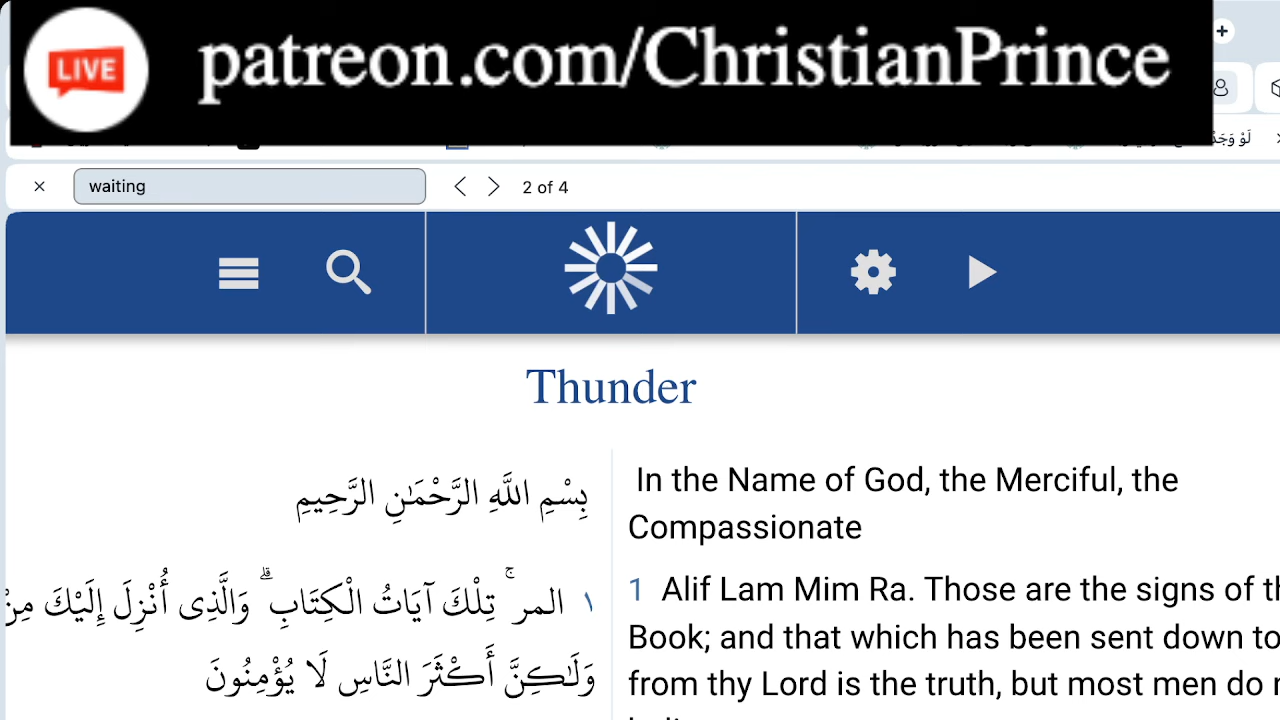 LIVE patreon.com/ChristianPrince
waiting 2 of 4
Thunder
بِسْمِ اللَّهِ الرَّحْمَٰنِ الرَّحِيمِ
١ المر ۚ تِلْكَ آيَاتُ الْكِتَابِ ۗ وَالَّذِى أُنْزِلَ إِلَيْكَ مِنْ
وَلَٰكِنَّ أَكْثَرَ النَّاسِ لَا يُؤْمِنُونَ
In the Name of God, the Merciful, the
Compassionate
1 Alif Lam Mim Ra. Those are the signs of th
Book; and that which has been sent down to
from thy Lord is the truth, but most men do n